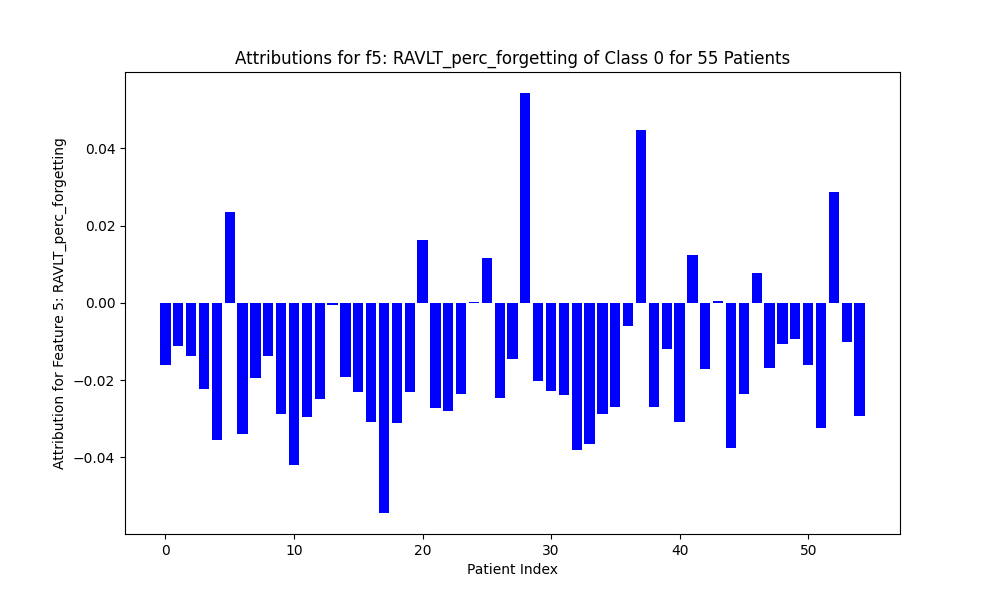 Attributions for f5: RAVLT_perc_forgetting of Class 0 for 55 Patients
Attribution for Feature 5: RAVLT_perc_forgetting
0.04
0.02
0.00
−0.02
−0.04
0 10 20 30 40 50
Patient Index